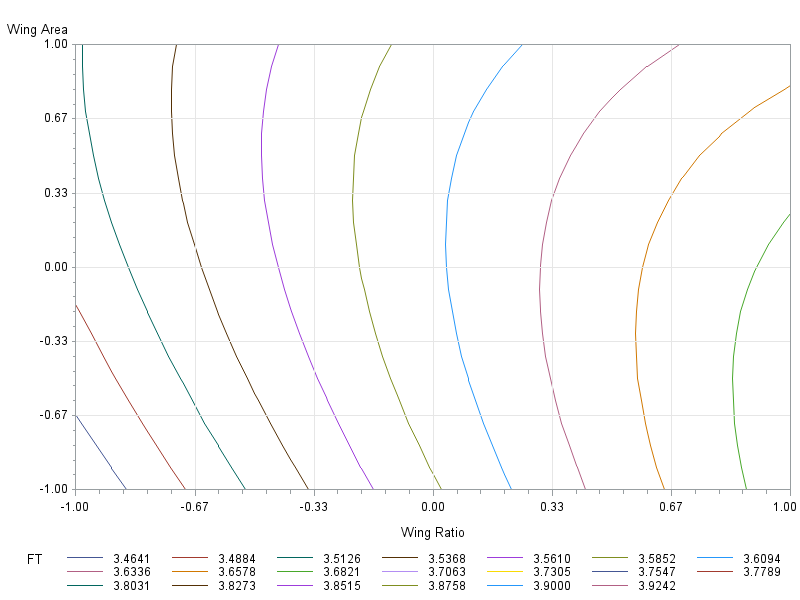 Wing Area
1.00
0.67
0.33
0.00
-0.33
-0.67
-1.00
-1.00 -0.67 -0.33 0.00 0.33 0.67 1.00
Wing Ratio
FT 3.4641 3.4884 3.5126 3.5368 3.5610 3.5852 3.6094
3.6336 3.6578 3.6821 3.7063 3.7305 3.7547 3.7789
3.8031 3.8273 3.8515 3.8758 3.9000 3.9242